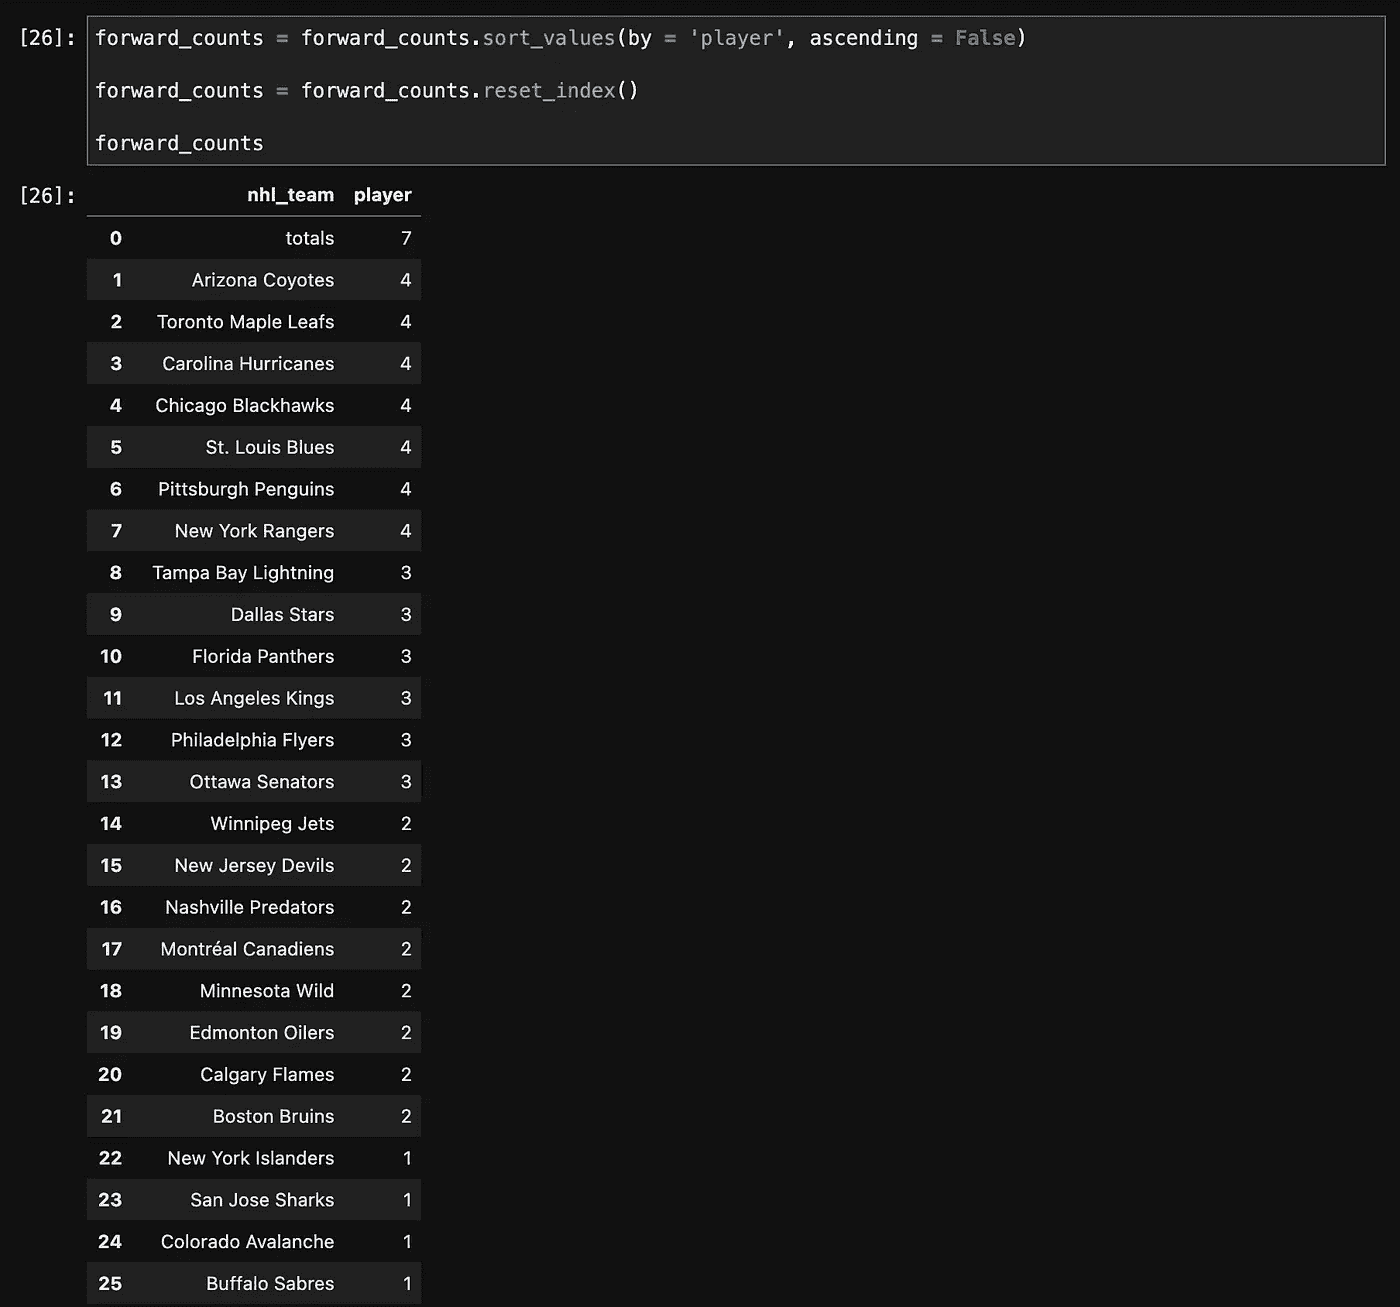 [26]: forward_counts = forward_counts.sort_values(by = 'player', ascending = False)
forward_counts = forward_counts.reset_index()
forward_counts
[26]: nhl_team player
0 totals 7
1 Arizona Coyotes 4
2 Toronto Maple Leafs 4
3 Carolina Hurricanes 4
4 Chicago Blackhawks 4
5 St. Louis Blues 4
6 Pittsburgh Penguins 4
7 New York Rangers 4
8 Tampa Bay Lightning 3
9 Dallas Stars 3
10 Florida Panthers 3
11 Los Angeles Kings 3
12 Philadelphia Flyers 3
13 Ottawa Senators 3
14 Winnipeg Jets 2
15 New Jersey Devils 2
16 Nashville Predators 2
17 Montréal Canadiens 2
18 Minnesota Wild 2
19 Edmonton Oilers 2
20 Calgary Flames 2
21 Boston Bruins 2
22 New York Islanders 1
23 San Jose Sharks 1
24 Colorado Avalanche 1
25 Buffalo Sabres 1